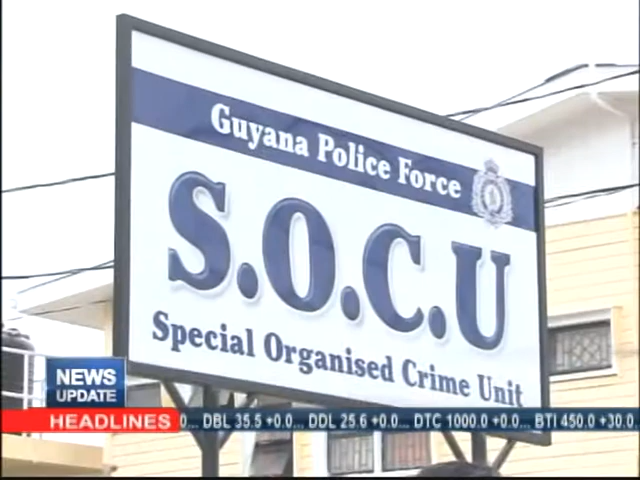 Guyana Police Force
S.O.C.U
Special Organised Crime Unit
NEWS
UPDATE
HEADLINES
0... DBL 35.5 +0.0... DDL 25.6 +0.0... DTC 1000.0 +0.0... BTI 450.0 +30.0.